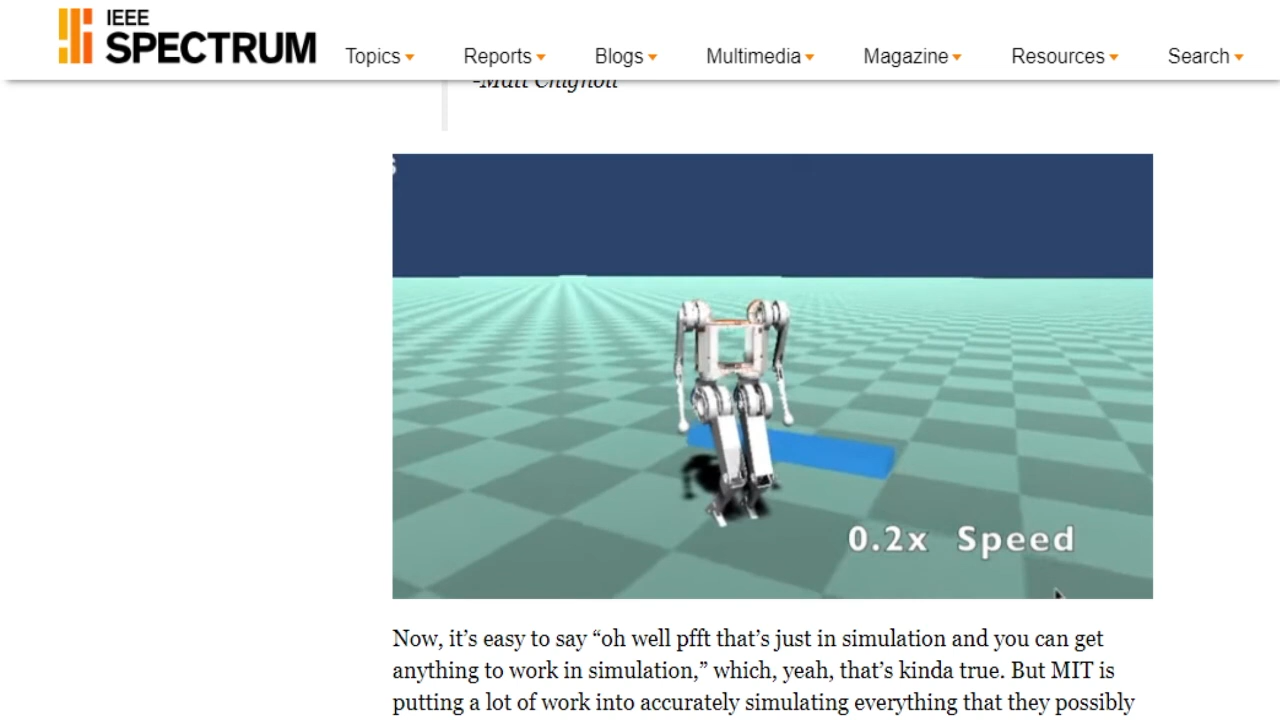 IEEE
SPECTRUM
Topics Reports Blogs Multimedia Magazine Resources Search
-Matt Chignoli
0.2x Speed
Now, it’s easy to say “oh well pfft that’s just in simulation and you can get
anything to work in simulation,” which, yeah, that’s kinda true. But MIT is
putting a lot of work into accurately simulating everything that they possibly